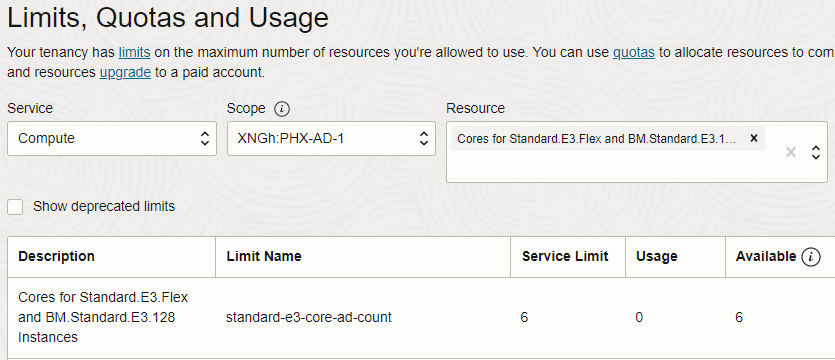 Limits, Quotas and Usage
Your tenancy has limits on the maximum number of resources you're allowed to use. You can use quotas to allocate resources to com
and resources upgrade to a paid account.
Service Scope i Resource
Compute XNGh:PHX-AD-1 Cores for Standard.E3.Flex and BM.Standard.E3.1... x
Show deprecated limits
Description Limit Name Service Limit Usage Available i
Cores for Standard.E3.Flex
and BM.Standard.E3.128
Instances
standard-e3-core-ad-count 6 0 6